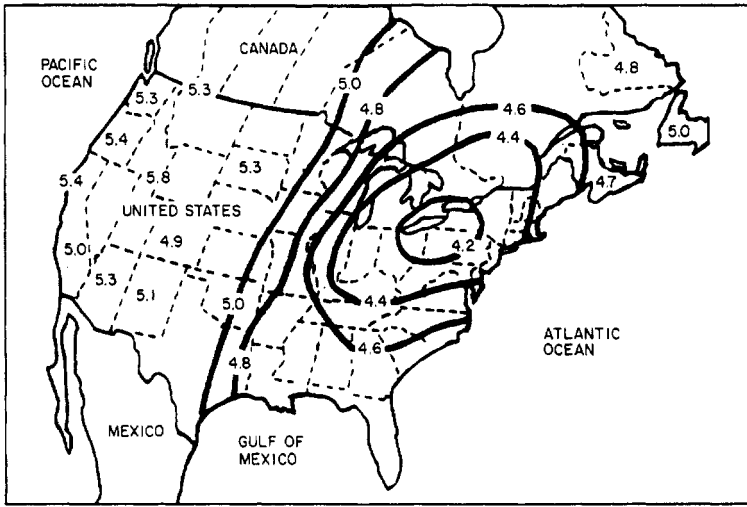 CANADA
PACIFIC
OCEAN
4.8
5.0
5.3
5.3
4.8
4.6
5.0
4.4
5.4
5.3
5.4
5.8
4.7
UNITED STATES
4.2
5.0
4.9
5.3
5.1
5.0
4.4
ATLANTIC
OCEAN
4.6
4.8
MEXICO
GULF OF
MEXICO